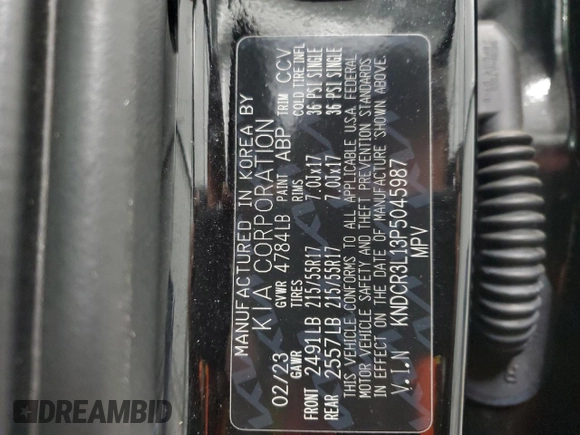 MANUFACTURED IN KOREA BY
KIA CORPORATION
02/23 GVWR 4784LB PAINT ABP TRIM CCV
GAWR TIRES RIMS COLD TIRE INFL
FRONT 2491LB 215/55R17 7.0Jx17 36 PSI SINGLE
REAR 2557LB 215/55R17 7.0Jx17 36 PSI SINGLE
THIS VEHICLE CONFORMS TO ALL APPLICABLE U.S.A. FEDERAL
MOTOR VEHICLE SAFETY AND THEFT PREVENTION STANDARDS
IN EFFECT ON THE DATE OF MANUFACTURE SHOWN ABOVE.
V.I.N KNDCR3L13P5045987
MPV
DREAMBID